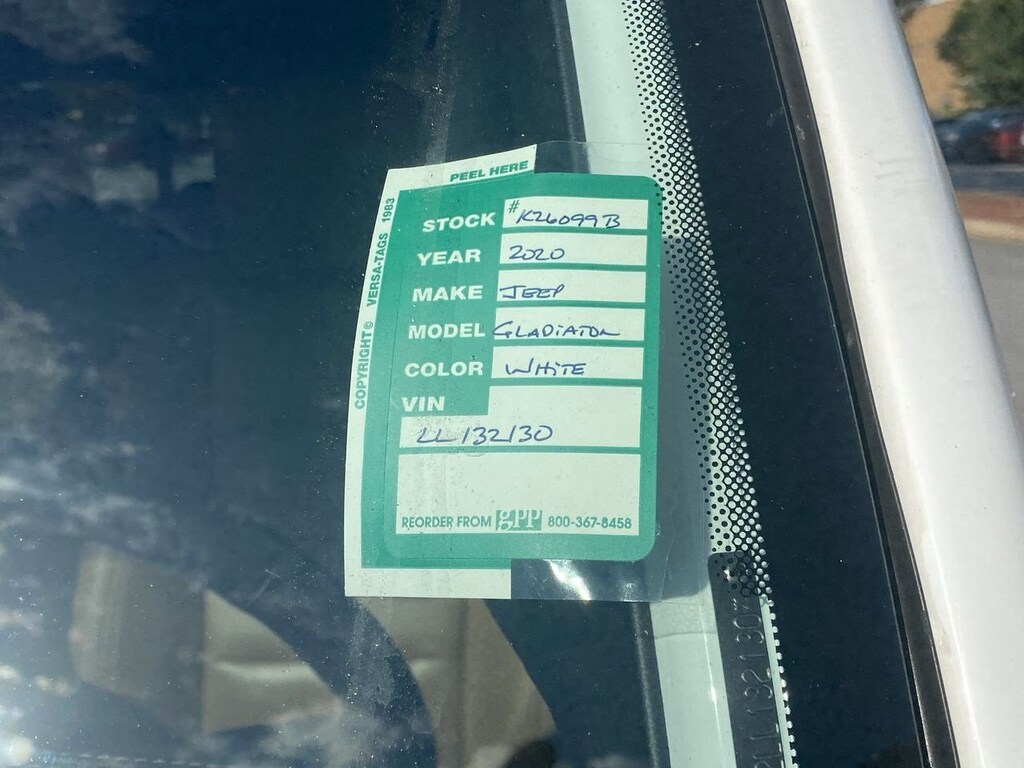 PEEL HERE
COPYRIGHT© VERSA-TAGS 1983
STOCK # K26099B
YEAR 2020
MAKE JEEP
MODEL GLADIATOR
COLOR WHITE
VIN
LL132130
REORDER FROM gpp 800-367-8458
LL132130